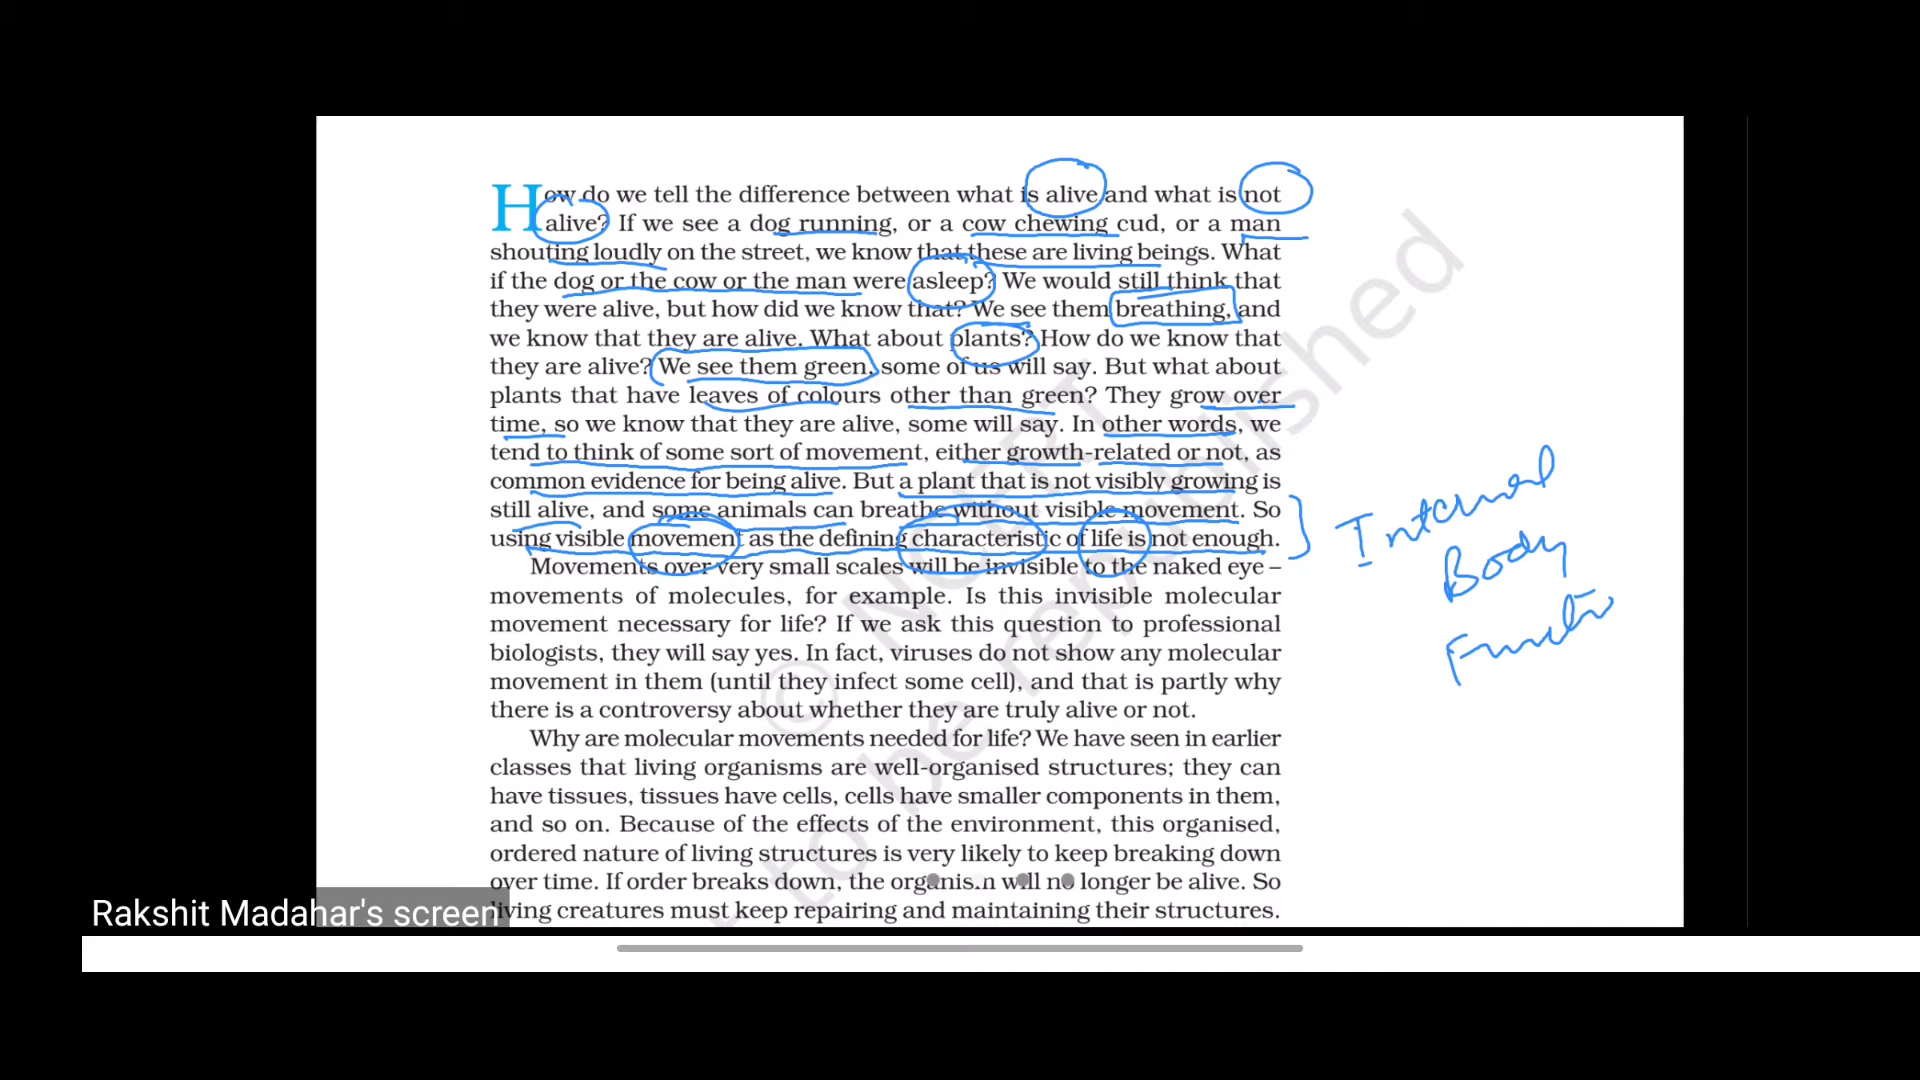 How do we tell the difference between what is alive and what is not
alive? If we see a dog running, or a cow chewing cud, or a man
shouting loudly on the street, we know that these are living beings. What
if the dog or the cow or the man were asleep? We would still think that
they were alive, but how did we know that? We see them breathing, and
we know that they are alive. What about plants? How do we know that
they are alive? We see them green, some of us will say. But what about
plants that have leaves of colours other than green? They grow over
time, so we know that they are alive, some will say. In other words, we
tend to think of some sort of movement, either growth-related or not, as
common evidence for being alive. But a plant that is not visibly growing is
still alive, and some animals can breathe without visible movement. So
using visible movement as the defining characteristic of life is not enough.
Internal
Body
Movements over very small scales will be invisible to the naked eye –
movements of molecules, for example. Is this invisible molecular
movement necessary for life? If we ask this question to professional
biologists, they will say yes. In fact, viruses do not show any molecular
movement in them (until they infect some cell), and that is partly why
there is a controversy about whether they are truly alive or not.
Why are molecular movements needed for life? We have seen in earlier
classes that living organisms are well-organised structures; they can
have tissues, tissues have cells, cells have smaller components in them,
and so on. Because of the effects of the environment, this organised,
ordered nature of living structures is very likely to keep breaking down
over time. If order breaks down, the organism will no longer be alive. So
living creatures must keep repairing and maintaining their structures.
© NCERT
to be republished
Rakshit Madahar's screen